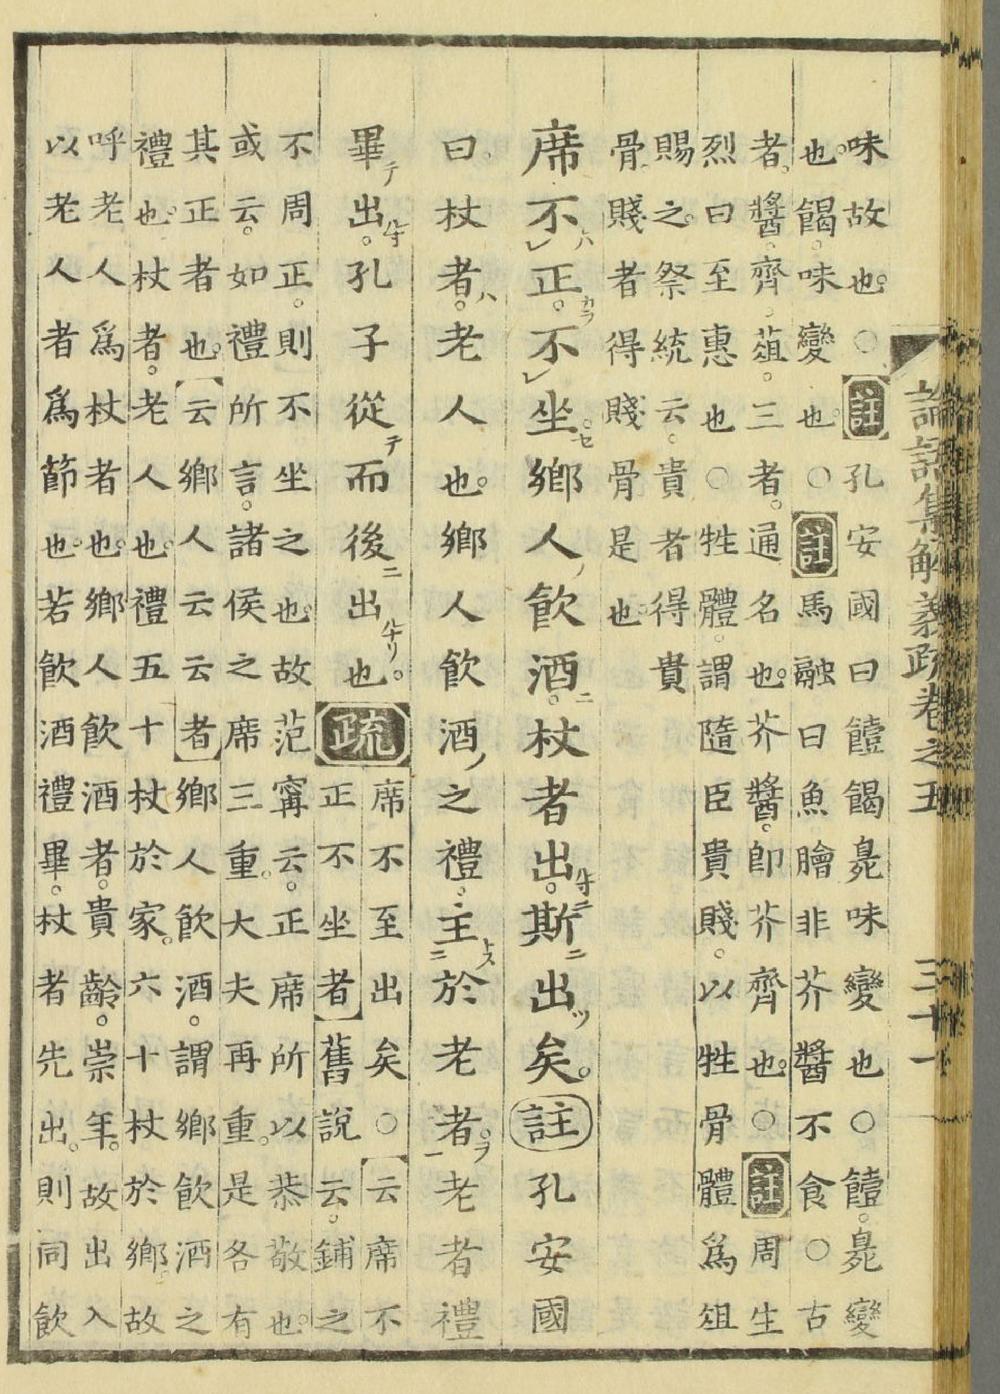 論語集解義疏卷之五　三十一
味故也。○註孔安國曰饐餲臭味變也○饐。臭變
也。餲。味變也。○註馬融曰魚膾非芥醬不食○古
者。醬。齊。葅。三者。通名也。芥醬。卽芥齊也。○註周生
烈曰至惠也○牲體。謂隨臣貴賤。以牲骨體爲俎
賜之。祭統云。貴者得貴
骨。賤者得賤骨是也。
席不正。不坐。鄉人飲酒。杖者出。斯出矣。註孔安國
曰。杖者。老人也。鄉人飲酒之禮。主於老者。老者禮
畢出。孔子從而後出也。疏席不至出矣○云席不
正不坐者舊說云。鋪之
不周正。則不坐之也。故范寗云。正席所以恭敬也。
或云。如禮所言。諸侯之席三重。大夫再重。是各有
其正者也。云鄉人云云者鄉人飲酒。謂鄉飲酒之
禮也。杖者。老人也。禮五十杖於家。六十杖於鄉。故
呼老人爲杖者也。鄉人飲酒者。貴齡。崇年。故出入
以老人者爲節也。若飲酒禮畢。杖者先出。則同飲